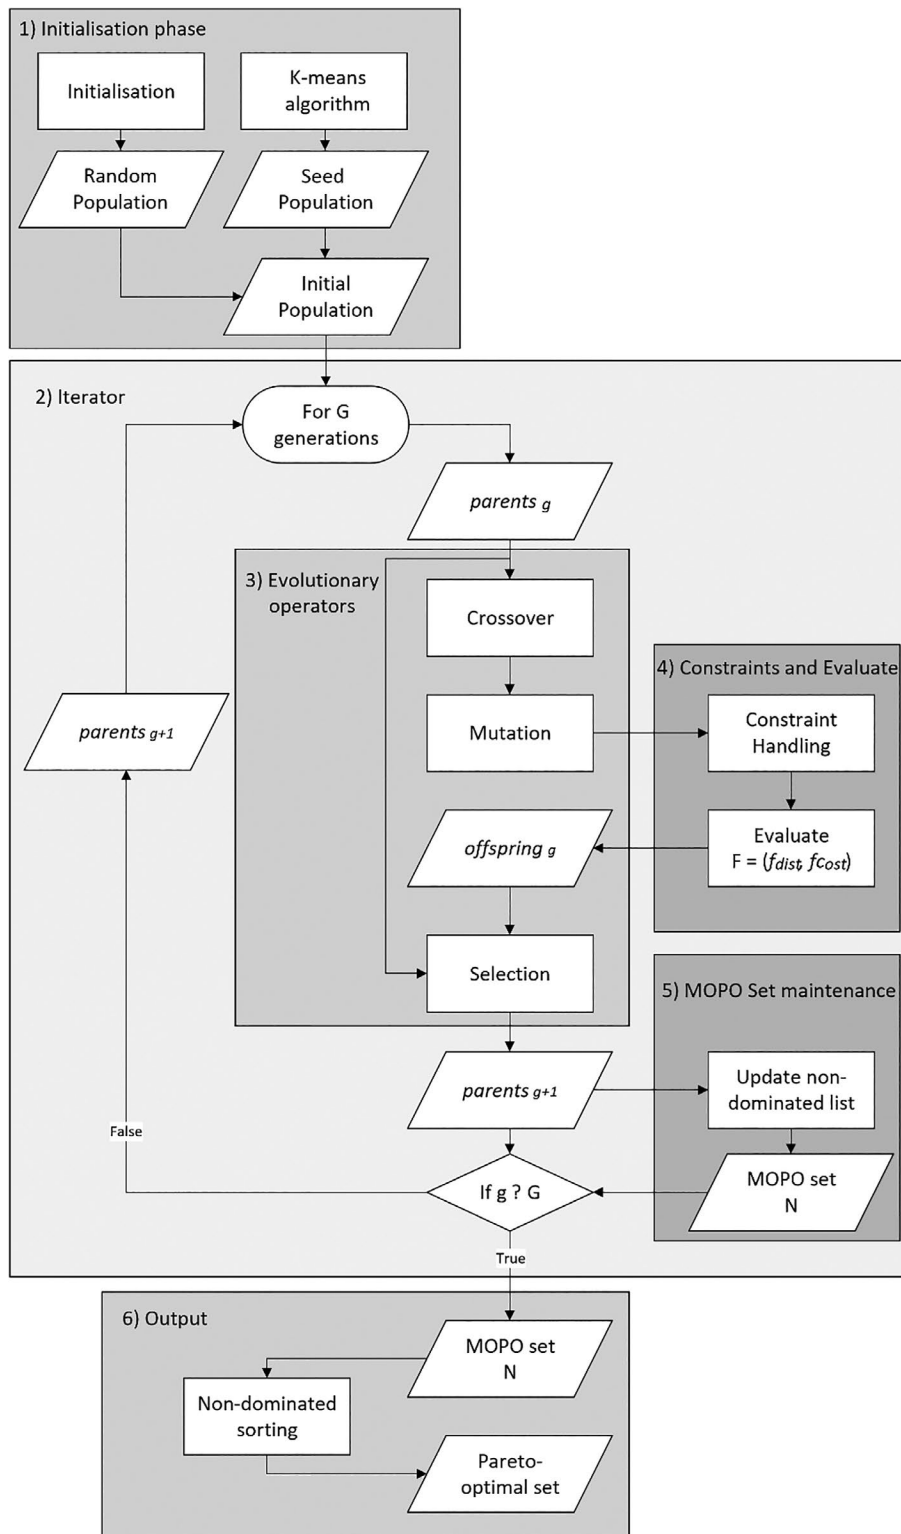 1) Initialisation phase
Initialisation
K-means
algorithm
Random
Population
Seed
Population
Initial
Population
2) Iterator
For G
generations
parents g
3) Evolutionary
operators
Crossover
4) Constraints and Evaluate
parents g+1
Mutation
Constraint
Handling
offspring g
Evaluate
F = (fdist, fCost)
Selection
5) MOPO Set maintenance
parents g+1
Update non-
dominated list
False
If g ? G
MOPO set
N
True
6) Output
MOPO set
N
Non-dominated
sorting
Pareto-
optimal set